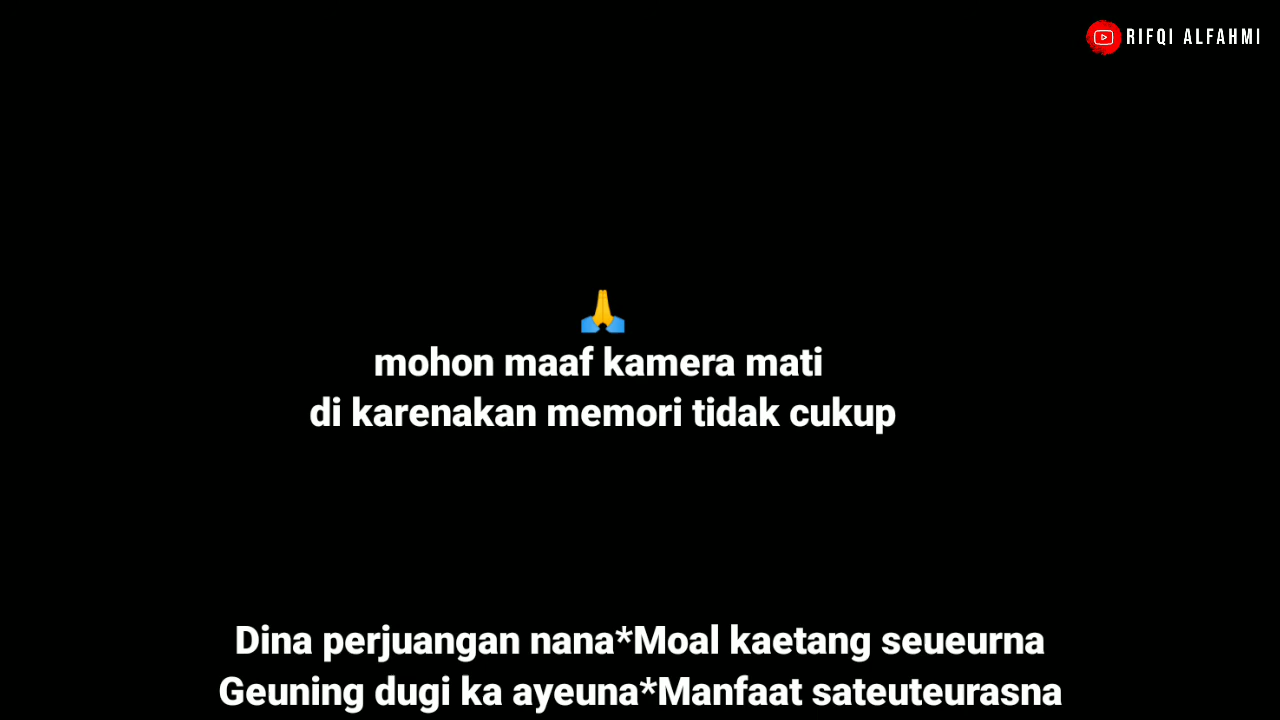 RIFQI ALFAHMI
🙏
mohon maaf kamera mati
di karenakan memori tidak cukup
Dina perjuangan nana*Moal kaetang seueurna
Geuning dugi ka ayeuna*Manfaat sateuteurasna